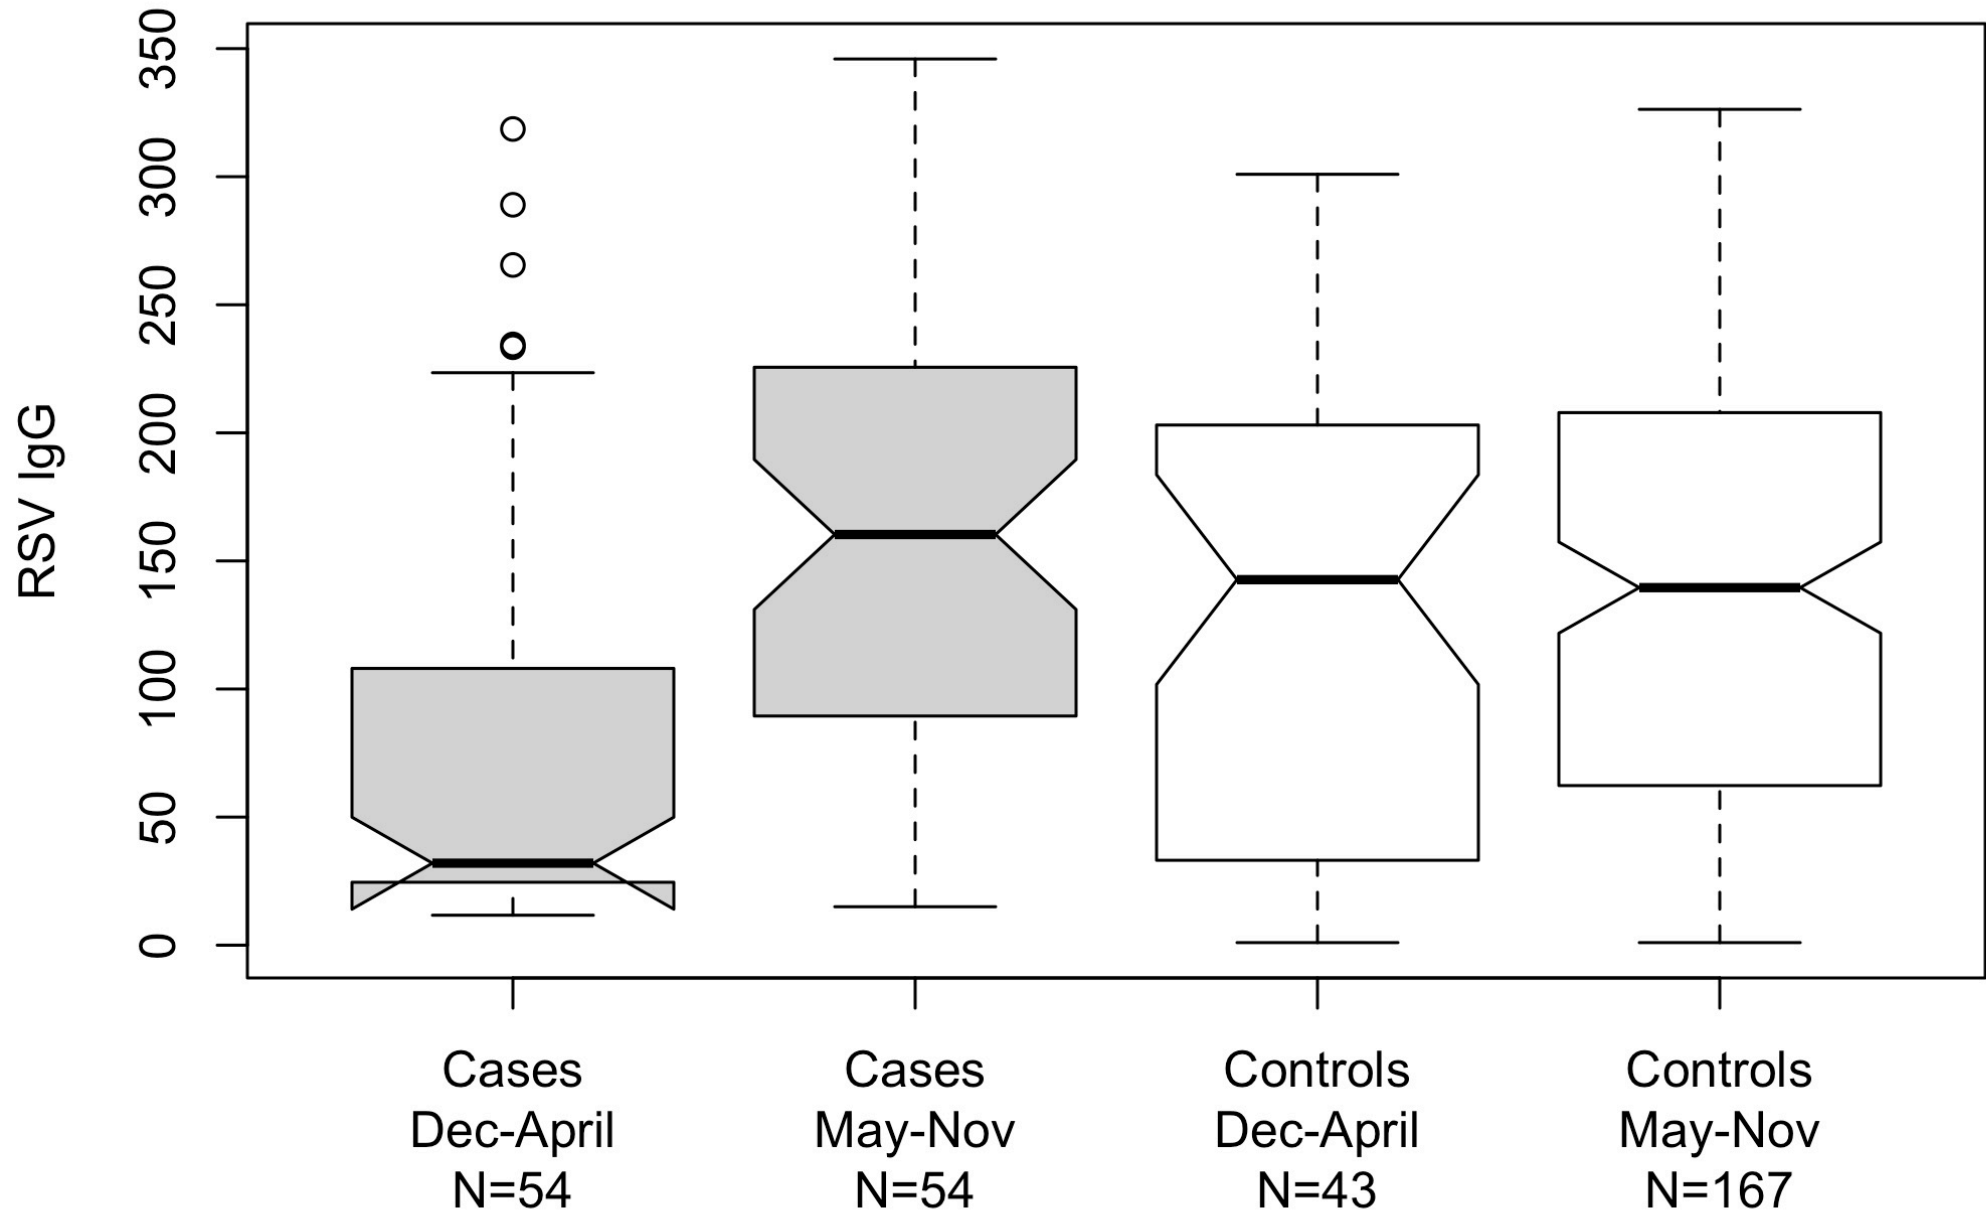 RSV IgG
350
300
250
200
150
100
50
0
Cases
Dec-April
N=54
Cases
May-Nov
N=54
Controls
Dec-April
N=43
Controls
May-Nov
N=167